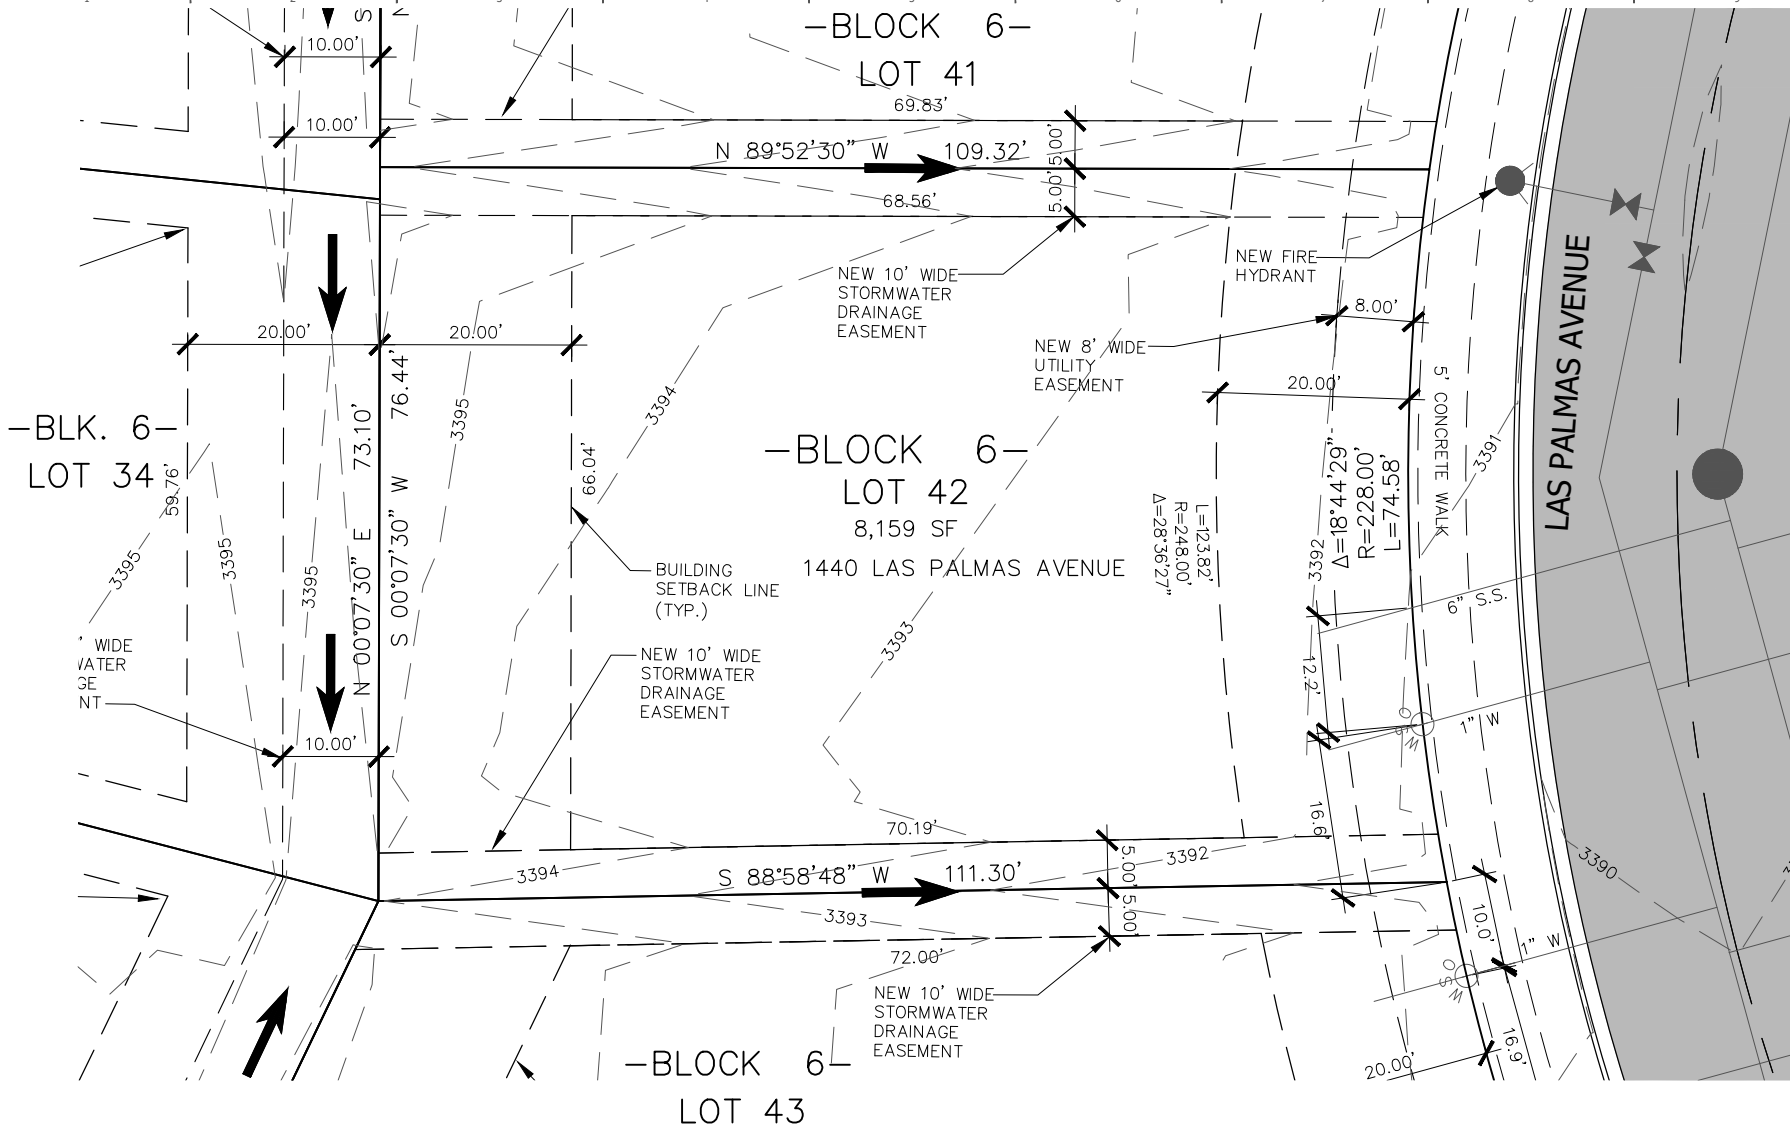 -BLOCK 6-
LOT 41
S
10.00'
69.83'
10.00'
N 89°52'30" W 109.32'
5.00'
5.00'
68.56'
NEW 10' WIDE
STORMWATER
DRAINAGE
EASEMENT
NEW FIRE
HYDRANT
LAS PALMAS AVENUE
8.00'
20.00'
20.00'
NEW 8' WIDE
UTILITY
EASEMENT
20.00'
76.44'
S 00°07'30" W
73.10'
N 00°07'30" E
3395
3394
5' CONCRETE WALK
3391
-BLK. 6-
LOT 34
59.76'
66.04'
-BLOCK 6-
LOT 42
8,159 SF
1440 LAS PALMAS AVENUE
Δ=18°44'29"
R=228.00'
L=74.58'
L=123.82'
R=248.00'
Δ=28°36'27"
3392
3395
3395
3395
BUILDING
SETBACK LINE
(TYP.)
6" S.S.
3393
' WIDE
WATER
GE
NT
NEW 10' WIDE
STORMWATER
DRAINAGE
EASEMENT
12.2'
1" W
O
S
W
10.00'
16.6'
70.19'
5.00'
5.00'
3392
3394
S 88°58'48" W 111.30'
3390
3393
10.0'
1" W
72.00'
O
S
W
NEW 10' WIDE
STORMWATER
DRAINAGE
EASEMENT
16.9'
20.00'
-BLOCK 6-
LOT 43